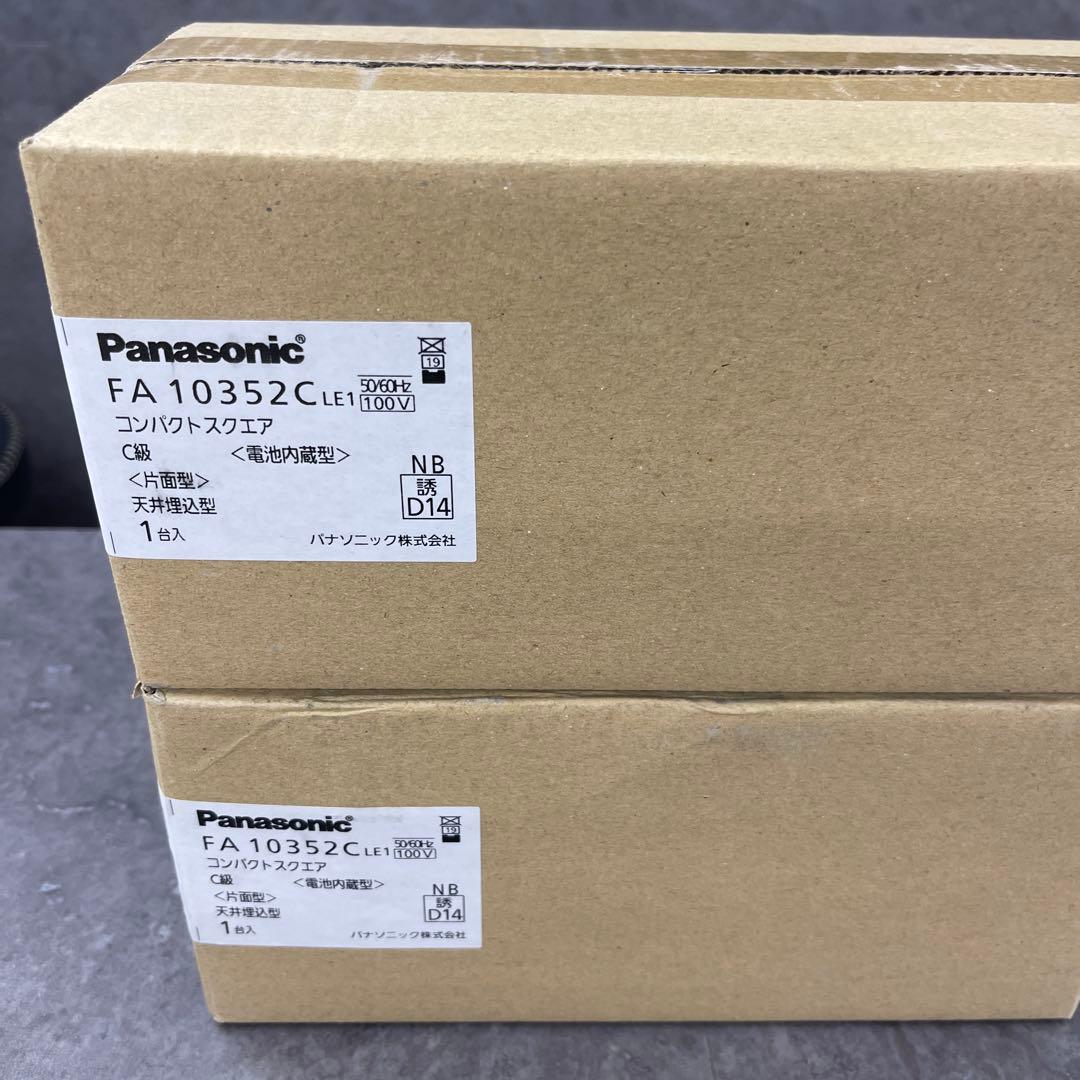 Panasonic®
19
FA10352C LE1 50/60Hz 100V
コンパクトスクエア
C級 <電池内蔵型>
<片面型>
天井埋込型
1台入
NB
誘
D14
パナソニック株式会社
Panasonic®
19
FA10352C LE1 50/60Hz 100V
コンパクトスクエア
C級 <電池内蔵型>
<片面型>
天井埋込型
1台入
NB
誘
D14
パナソニック株式会社